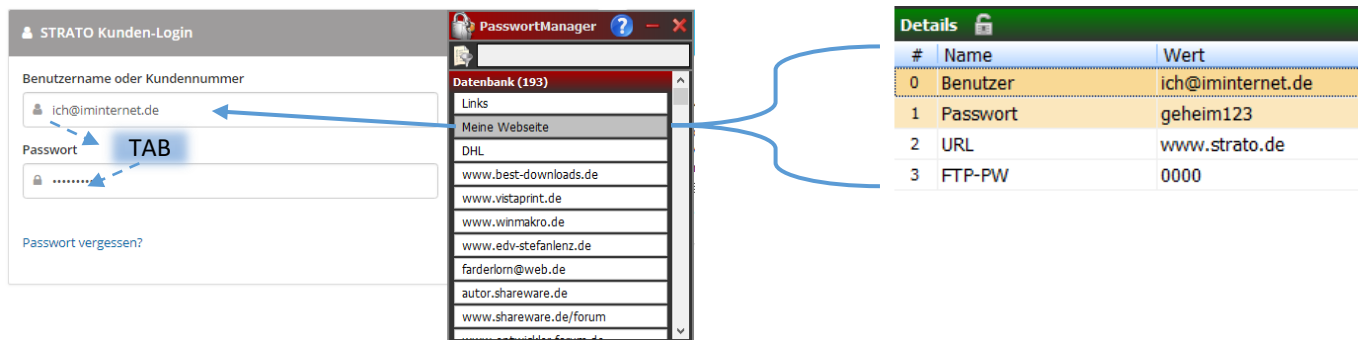 STRATO Kunden-Login
Benutzername oder Kundennummer
ich@iminternet.de
TAB
Passwort
Passwort vergessen?
PasswortManager
Datenbank (193)
Links
Meine Webseite
DHL
www.best-downloads.de
www.vistaprint.de
www.winmakro.de
www.edv-stefanlenz.de
farderlorn@web.de
autor.shareware.de
www.shareware.de/forum
Details
# Name Wert
0 Benutzer ich@iminternet.de
1 Passwort geheim123
2 URL www.strato.de
3 FTP-PW 0000